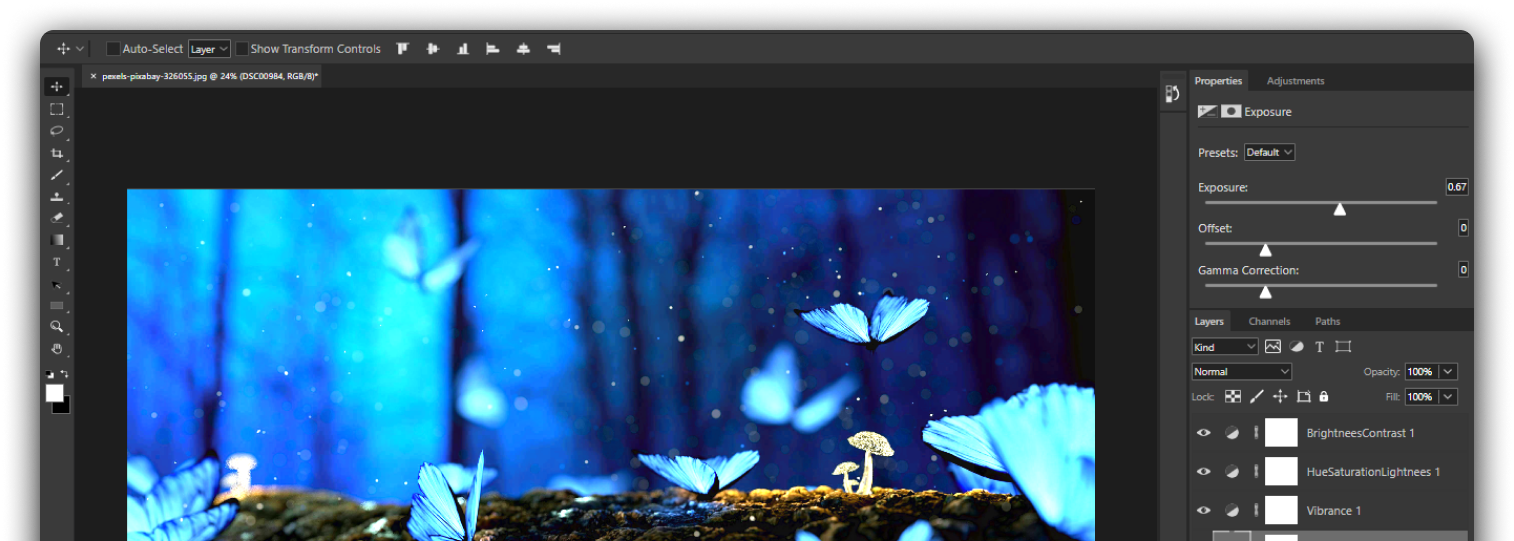 Auto-Select Layer Show Transform Controls
× pexels-pixabay-326055.jpg @ 24% (DSC00984, RGB/8)*
Properties Adjustments
Exposure
Presets: Default
Exposure: 0.67
Offset: 0
Gamma Correction: 0
Layers Channels Paths
Kind T
Normal Opacity: 100%
Lock: Fill: 100%
BrightneesContrast 1
HueSaturationLightnees 1
Vibrance 1
T